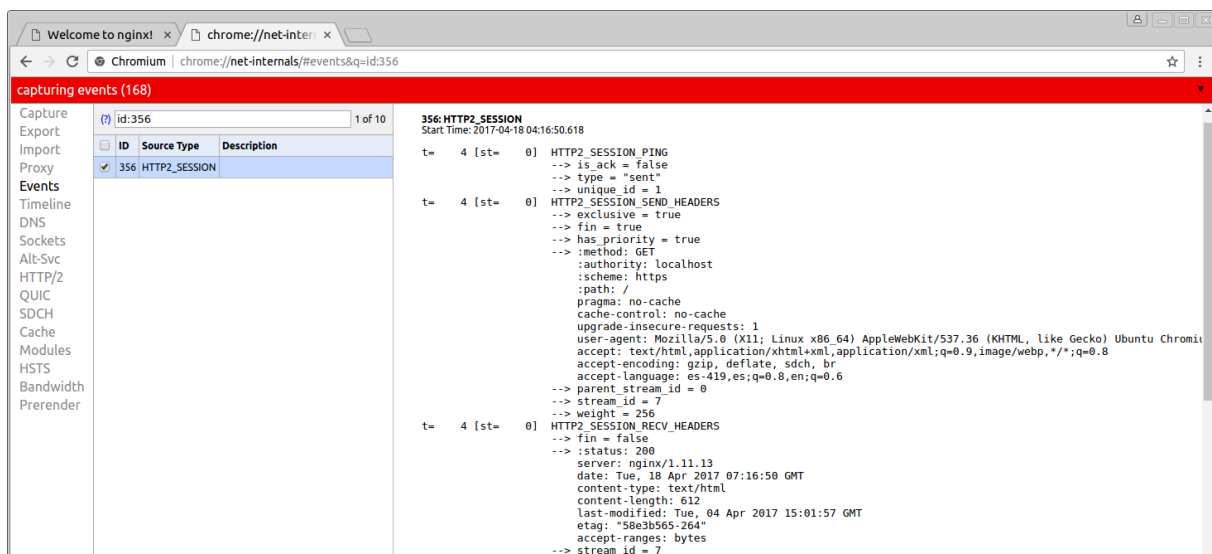 Welcome to nginx!
chrome://net-inter
Chromium | chrome://net-internals/#events&q=id:356
capturing events (168)
Capture
Export
Import
Proxy
Events
Timeline
DNS
Sockets
Alt-Svc
HTTP/2
QUIC
SDCH
Cache
Modules
HSTS
Bandwidth
Prerender
(?) id:356 1 of 10
ID Source Type Description
356 HTTP2_SESSION
356: HTTP2_SESSION
Start Time: 2017-04-18 04:16:50.618
t= 4 [st= 0] HTTP2_SESSION_PING
--> is_ack = false
--> type = "sent"
--> unique_id = 1
t= 4 [st= 0] HTTP2_SESSION_SEND_HEADERS
--> exclusive = true
--> fin = true
--> has_priority = true
--> :method: GET
:authority: localhost
:scheme: https
:path: /
pragma: no-cache
cache-control: no-cache
upgrade-insecure-requests: 1
user-agent: Mozilla/5.0 (X11; Linux x86_64) AppleWebKit/537.36 (KHTML, like Gecko) Ubuntu Chromi
accept: text/html,application/xhtml+xml,application/xml;q=0.9,image/webp,*/*;q=0.8
accept-encoding: gzip, deflate, sdch, br
accept-language: es-419,es;q=0.8,en;q=0.6
--> parent_stream_id = 0
--> stream_id = 7
--> weight = 256
t= 4 [st= 0] HTTP2_SESSION_RECV_HEADERS
--> fin = false
--> :status: 200
server: nginx/1.11.13
date: Tue, 18 Apr 2017 07:16:50 GMT
content-type: text/html
content-length: 612
last-modified: Tue, 04 Apr 2017 15:01:57 GMT
etag: "58e3b565-264"
accept-ranges: bytes
--> stream_id = 7